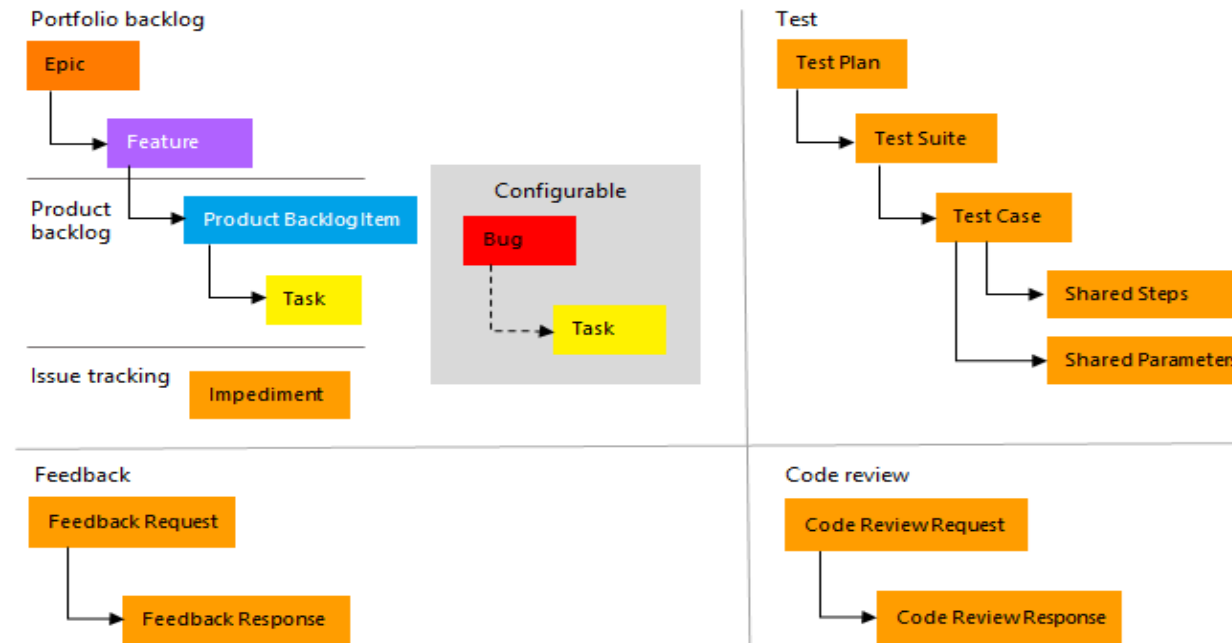 Portfolio backlog
Epic
Feature
Product
backlog
Product Backlog Item
Task
Configurable
Bug
Task
Issue tracking
Impediment
Test
Test Plan
Test Suite
Test Case
Shared Steps
Shared Parameters
Feedback
Feedback Request
Feedback Response
Code review
Code Review Request
Code Review Response